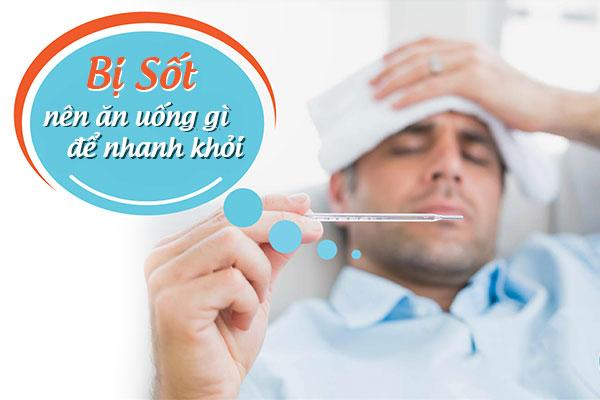 Bị Sốt
nên ăn uống gì
để nhanh khỏi